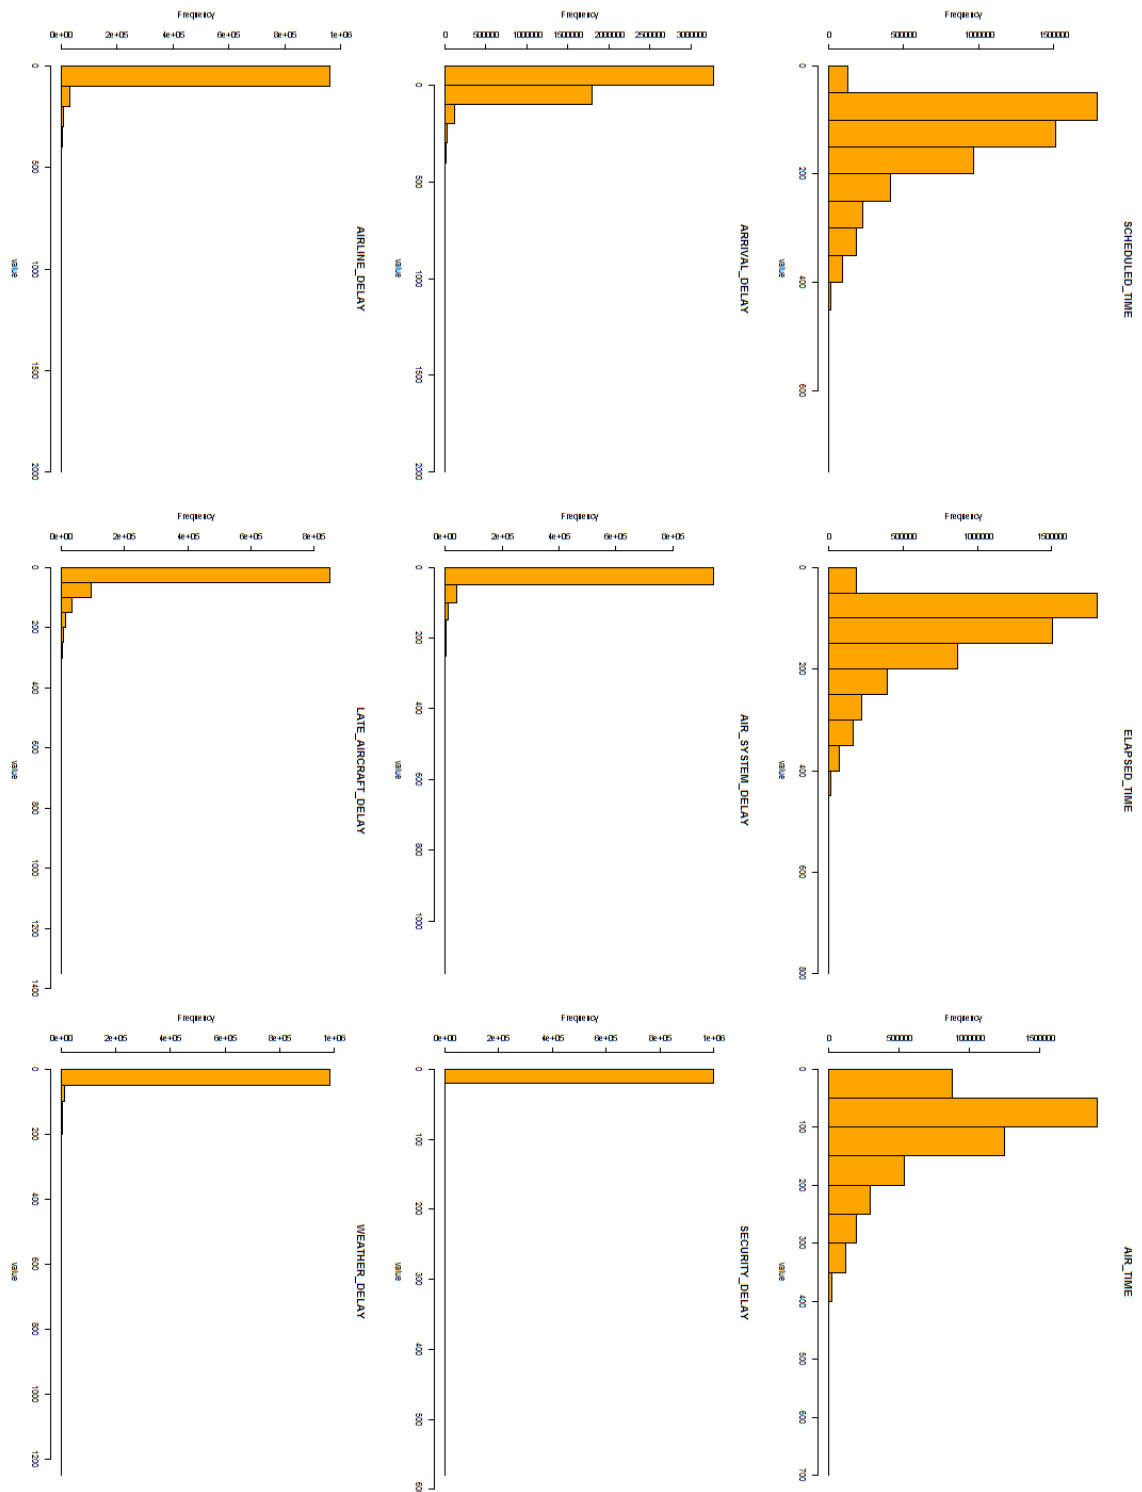 SCHEDULED_TIME
Frequency
0 500000 1000000 1500000
0 200 400 600
value
ELAPSED_TIME
Frequency
0 500000 1000000 1500000
0 200 400 600 800
value
AIR_TIME
Frequency
0 500000 1000000 1500000
0 100 200 300 400 500 600 700
value
ARRIVAL_DELAY
Frequency
0 500000 1000000 1500000 2000000 3000000
0 500 1000 1500 2000
value
AIR_SYSTEM_DELAY
Frequency
0e+00 2e+05 4e+05 6e+05 8e+05
0 200 400 600 800 1000
value
SECURITY_DELAY
Frequency
0e+00 4e+05 6e+05 8e+05 1e+06
0 100 200 300 400 500 60
value
AIRLINE_DELAY
Frequency
0e+00 2e+05 4e+05 6e+05 8e+05 1e+06
0 500 1000 1500 2000
value
LATE_AIRCRAFT_DELAY
Frequency
0e+00 2e+05 4e+05 6e+05 8e+05
0 200 400 600 800 1000 1200 1400
value
WEATHER_DELAY
Frequency
0e+00 2e+05 4e+05 6e+05 8e+05 1e+06
0 200 400 600 800 1000 1200
value